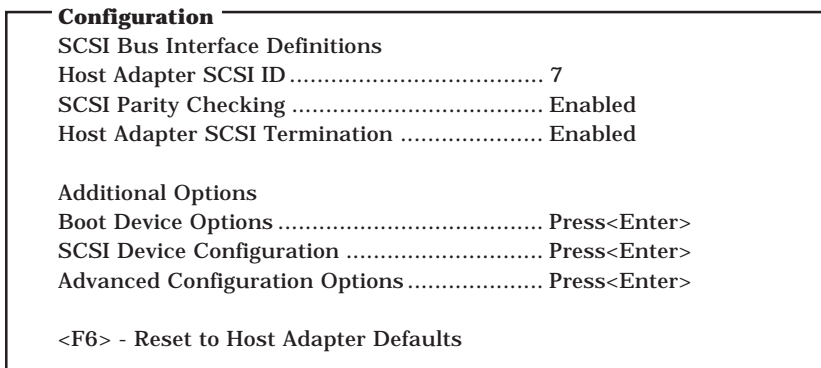 Configuration
SCSI Bus Interface Definitions
Host Adapter SCSI ID ..................................... 7
SCSI Parity Checking ..................................... Enabled
Host Adapter SCSI Termination ..................... Enabled
Additional Options
Boot Device Options ....................................... Press<Enter>
SCSI Device Configuration ............................. Press<Enter>
Advanced Configuration Options .................... Press<Enter>
<F6> - Reset to Host Adapter Defaults